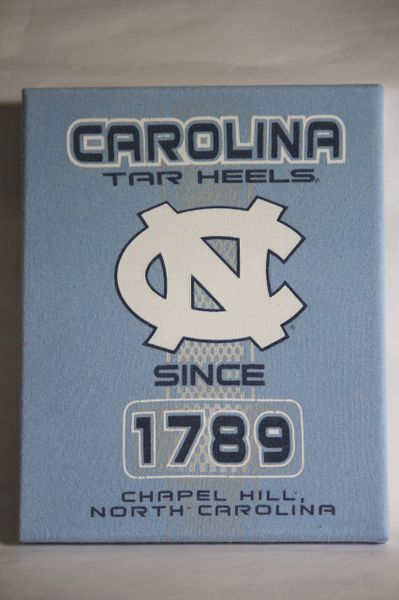 CAROLINA
TAR HEELS®
NC
SINCE
1789
CHAPEL HILL,
NORTH CAROLINA